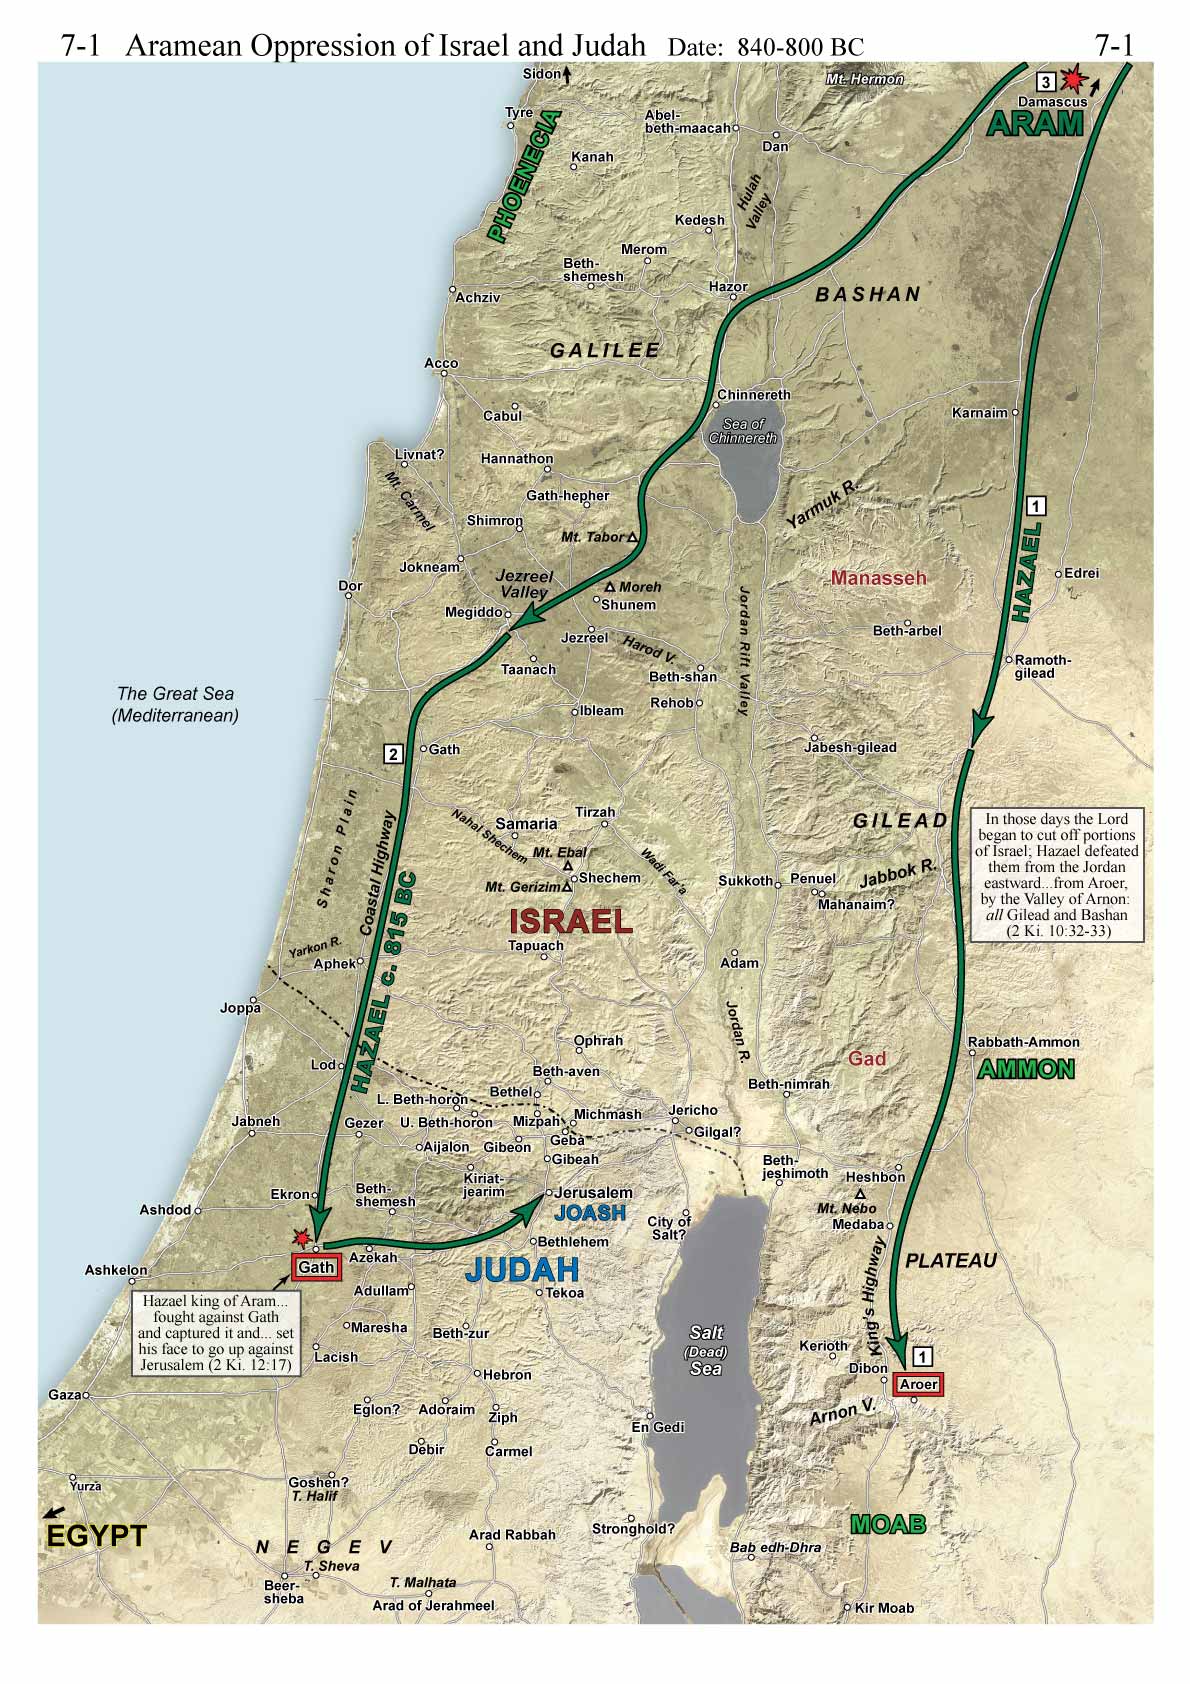 7-1 Aramean Oppression of Israel and Judah Date: 840-800 BC 7-1
Sidon
Mt. Hermon
3
Damascus
ARAM
Tyre
Abel-
beth-maacah
Dan
PHOENECIA
Kanah
Hulah
Valley
Kedesh
Merom
Beth-
shemesh
Hazor
Achziv
BASHAN
GALILEE
Acco
Chinnereth
Cabul
Karnaim
Sea of
Chinnereth
Livnat?
Hannathon
Mt. Carmel
Gath-hepher
Yarmuk R.
1
Shimron
Mt. Tabor
HAZAEL
Jokneam
Jezreel
Valley
Moreh
Manasseh
Edrei
Dor
Shunem
Megiddo
Jordan Rift Valley
Jezreel
Harod V.
Beth-arbel
Taanach
Beth-shan
Ramoth-
gilead
The Great Sea
(Mediterranean)
Rehob
Ibleam
2
Gath
Jabesh-gilead
Sharon Plain
Coastal Highway
Nahal Shechem
Samaria
Tirzah
GILEAD
In those days the Lord
began to cut off portions
of Israel; Hazael defeated
them from the Jordan
eastward...from Aroer,
by the Valley of Arnon:
all Gilead and Bashan
(2 Ki. 10:32-33)
Mt. Ebal
Wadi Far'a
Mt. Gerizim
Shechem
Sukkoth
Penuel
Jabbok R.
Mahanaim?
HAZAEL c. 815 BC
ISRAEL
Yarkon R.
Tapuach
Aphek
Adam
Joppa
Jordan R.
Ophrah
Rabbath-Ammon
Lod
Gad
AMMON
Beth-aven
Beth-nimrah
Bethel
L. Beth-horon
Jabneh
Gezer
U. Beth-horon
Mizpah
Michmash
Jericho
Gilgal?
Geba
Aijalon
Gibeon
Gibeah
Beth-
jeshimoth
Heshbon
Kiriat-
jearim
Ekron
Beth-
shemesh
Jerusalem
JOASH
Ashdod
City of
Salt?
Mt. Nebo
Medaba
Bethlehem
Azekah
Gath
JUDAH
PLATEAU
Ashkelon
Adullam
Tekoa
King's Highway
Hazael king of Aram...
fought against Gath
and captured it and... set
his face to go up against
Jerusalem (2 Ki. 12:17)
Maresha
Beth-zur
Salt
(Dead)
Sea
Lacish
Kerioth
1
Hebron
Dibon
Aroer
Gaza
Eglon?
Adoraim
Ziph
Arnon V.
En Gedi
Debir
Carmel
Yurza
Goshen?
T. Halif
EGYPT
MOAB
Arad Rabbah
Stronghold?
NEGEV
Bab edh-Dhra
T. Sheva
Beer-
sheba
T. Malhata
Arad of Jerahmeel
Kir Moab